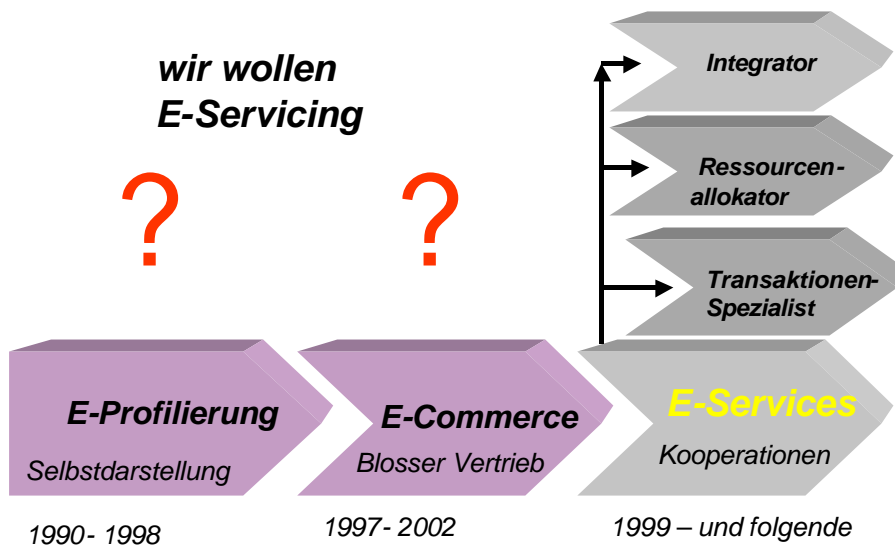 wir wollen
E-Servicing
Integrator
Ressourcen-
allokator
Transaktionen-
Spezialist
? ?
E-Profilierung
Selbstdarstellung
E-Commerce
Blosser Vertrieb
E-Services
Kooperationen
1990- 1998
1997- 2002
1999 – und folgende